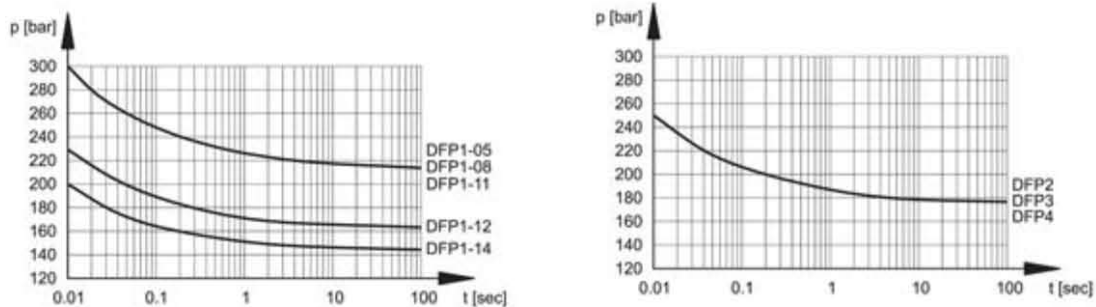 p [bar]
300
280
260
240
220
200
180
160
140
120
DFP1-05
DFP1-08
DFP1-11
DFP1-12
DFP1-14
0.01 0.1 1 10 100 t [sec]
p [bar]
300
280
260
240
220
200
180
160
140
120
DFP2
DFP3
DFP4
0.01 0.1 1 10 100 t [sec]